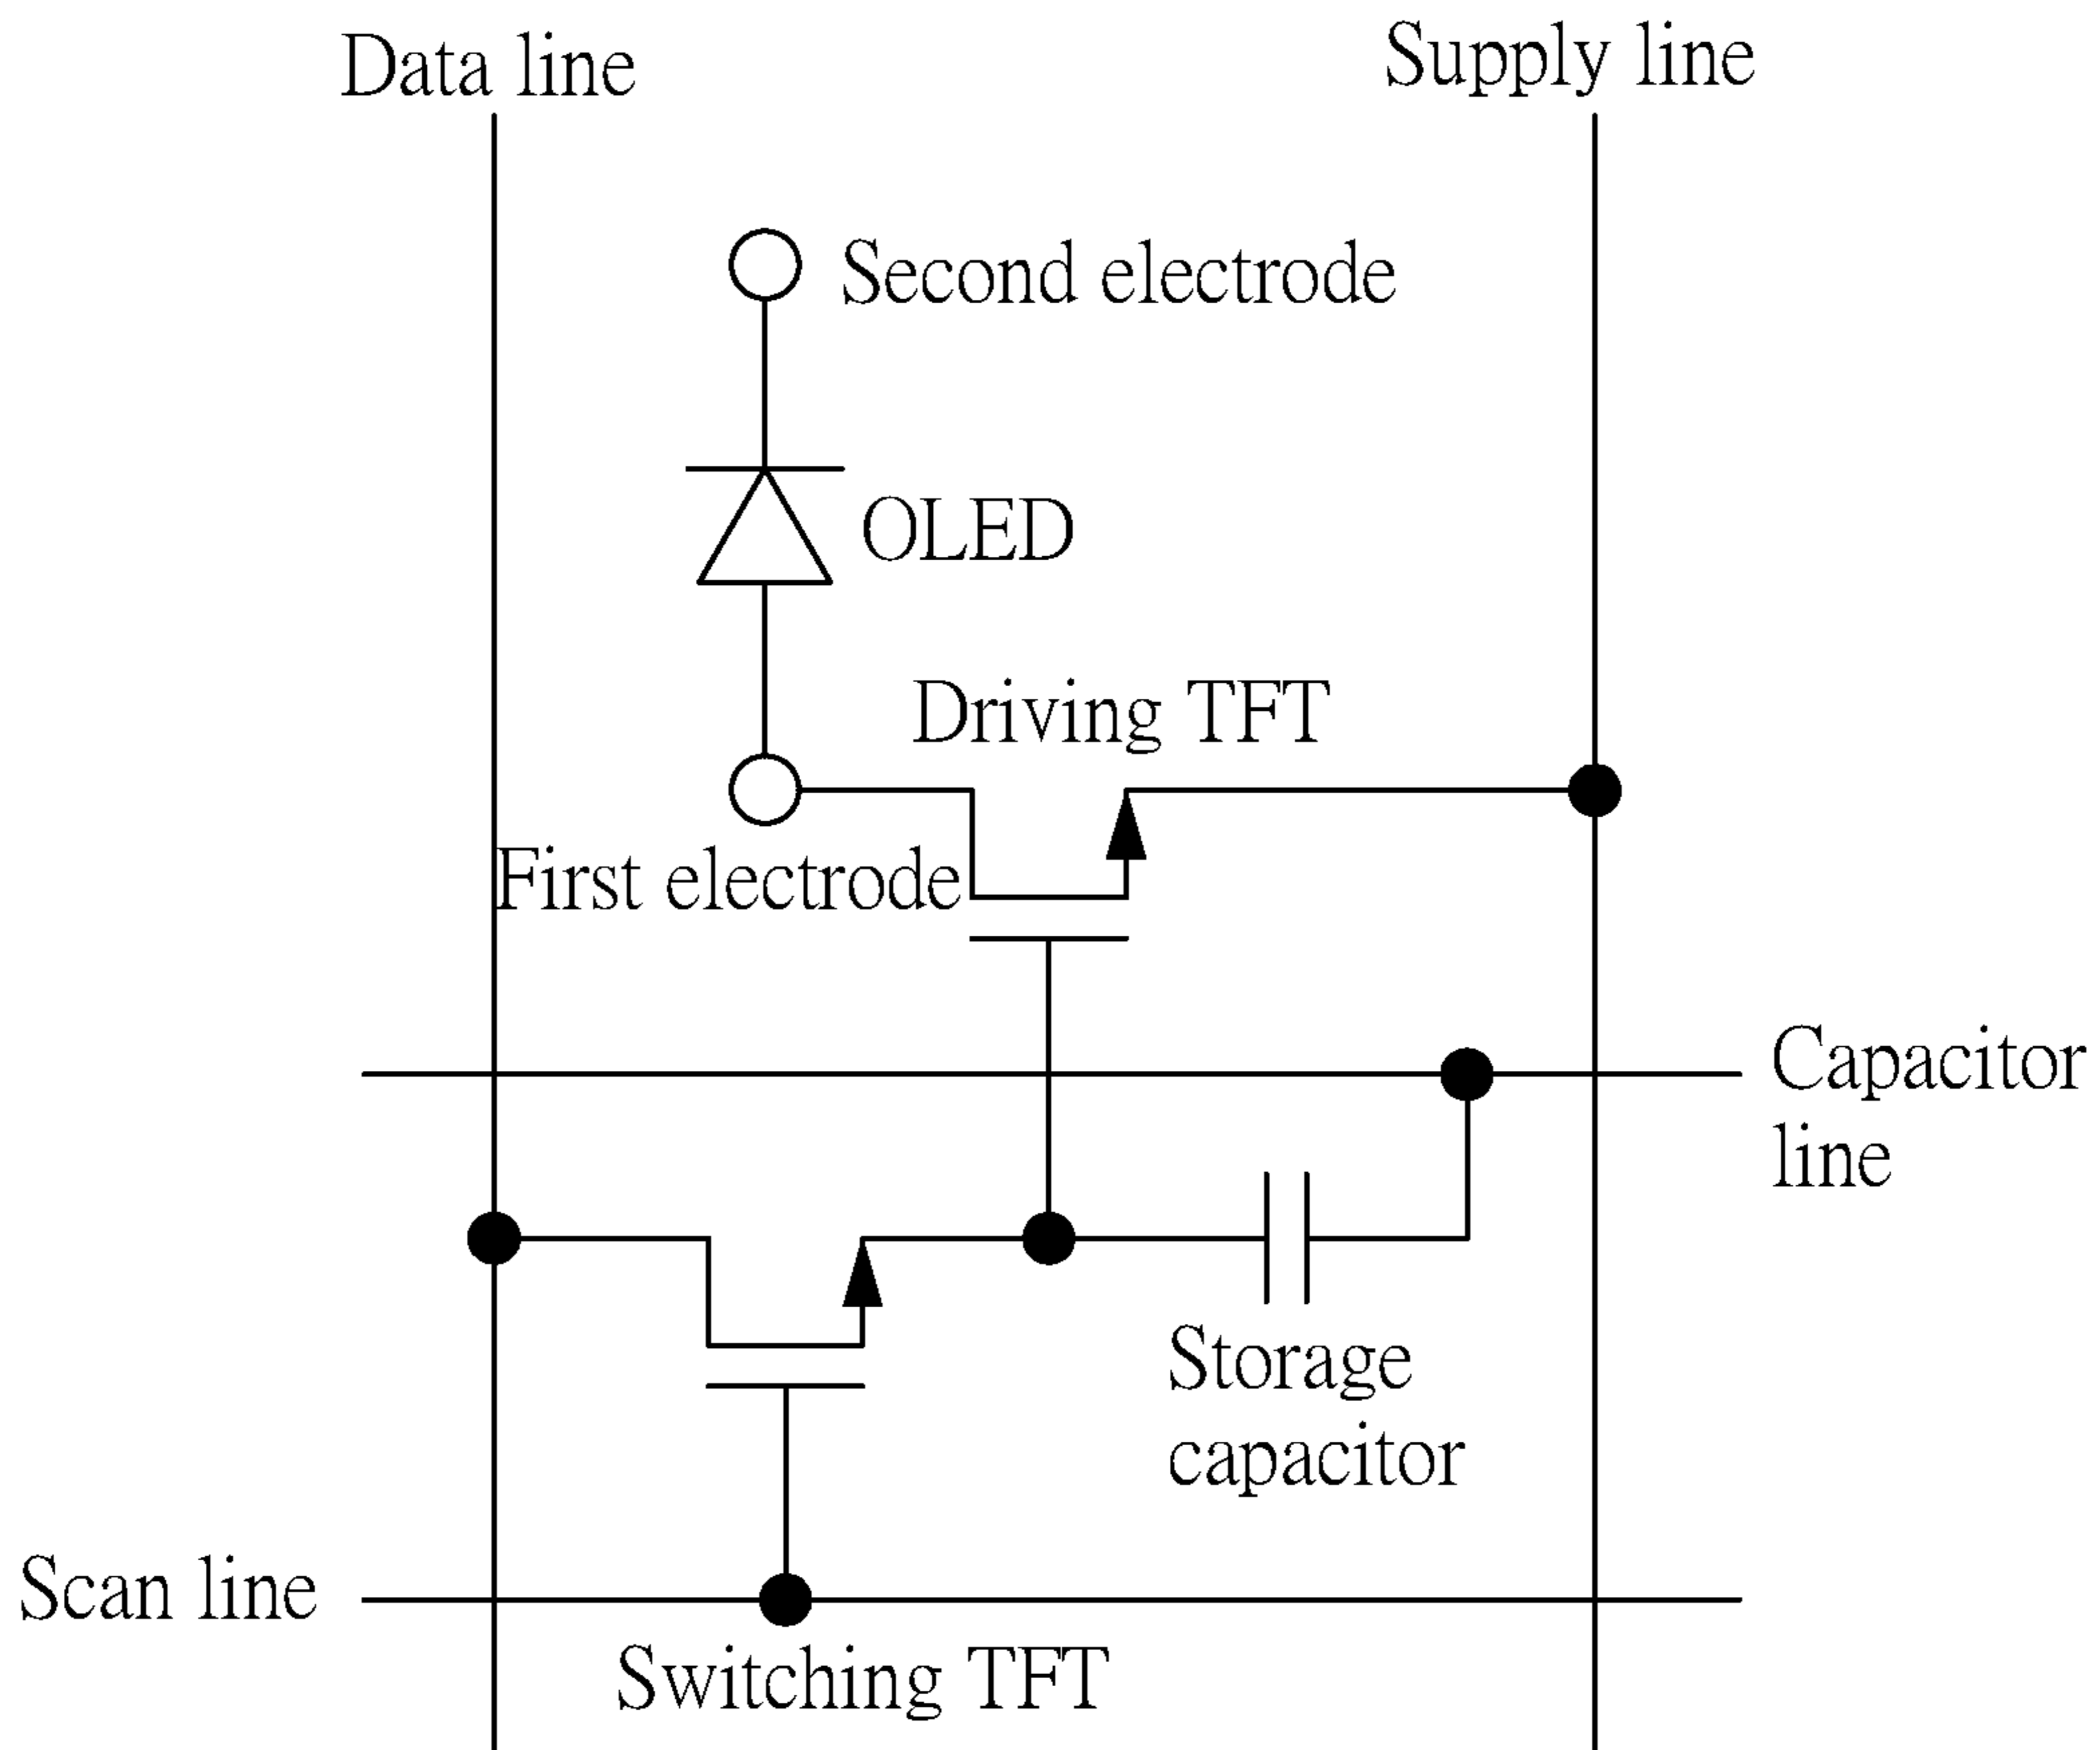 Data line
Supply line
Second electrode
OLED
Driving TFT
First electrode
Capacitor
line
Storage
capacitor
Scan line
Switching TFT